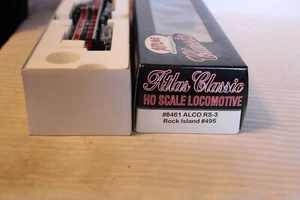 Atlas Classic
HO SCALE LOCOMOTIVE
#8461 ALCO RS-3
Rock Island #495